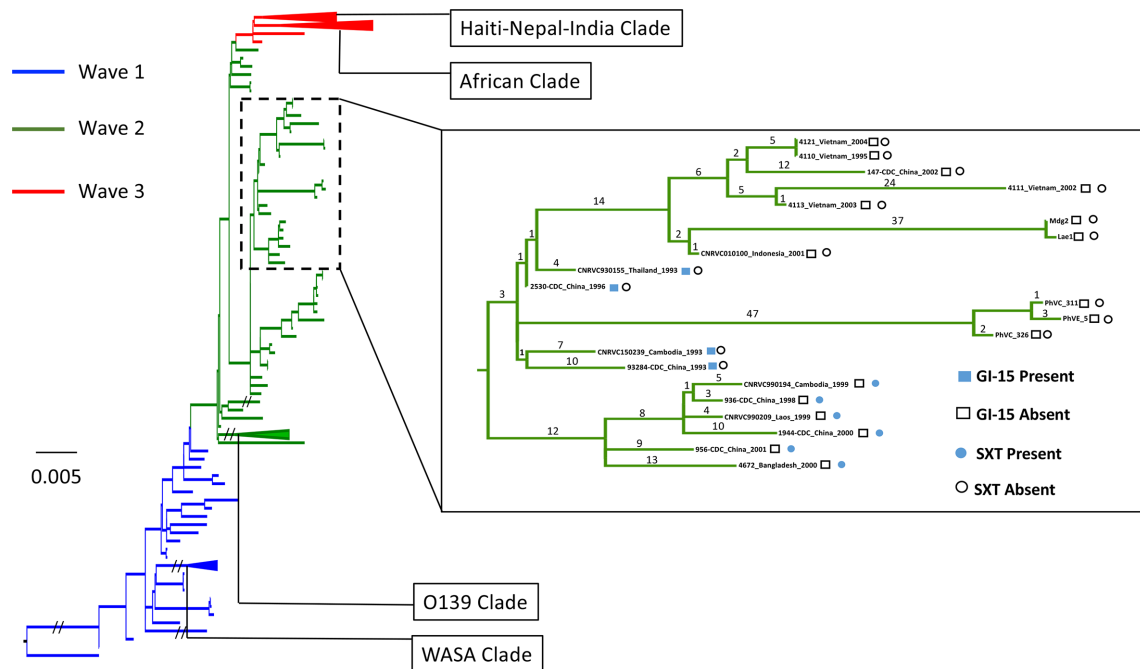 Haiti-Nepal-India Clade
African Clade
Wave 1
Wave 2
Wave 3
0.005
O139 Clade
WASA Clade
5
4121_Vietnam_2004
4110_Vietnam_1995
2
12
147-CDC_China_2002
6
24
4111_Vietnam_2002
5
1
4113_Vietnam_2003
14
37
Mdg2
Lae1
2
1
CNRVC010100_Indonesia_2001
1
4
CNRVC930155_Thailand_1993
1
2530-CDC_China_1996
3
47
1
PhVC_311
3
PhVE_5
2
PhVC_326
7
CNRVC150239_Cambodia_1993
1
10
93284-CDC_China_1993
5
CNRVC990194_Cambodia_1999
1
3
936-CDC_China_1998
8
4
CNRVC990209_Laos_1999
10
1944-CDC_China_2000
12
9
956-CDC_China_2001
13
4672_Bangladesh_2000
GI-15 Present
GI-15 Absent
SXT Present
SXT Absent